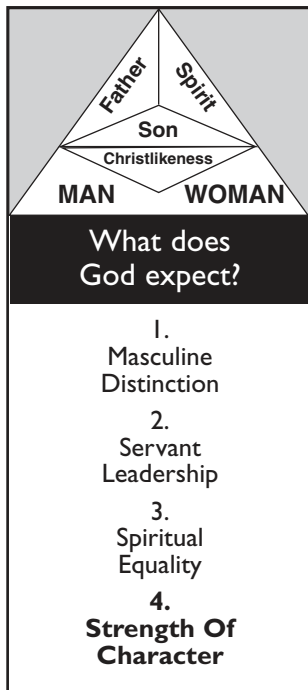 Father
Spirit
Son
Christlikeness
MAN WOMAN
What does
God expect?
1.
Masculine
Distinction
2.
Servant
Leadership
3.
Spiritual
Equality
4.
Strength Of
Character